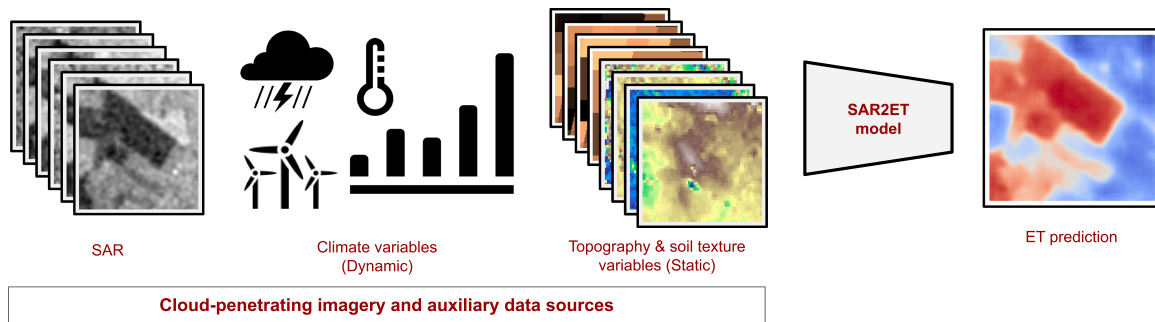 SAR2ET
model
SAR
Climate variables
(Dynamic)
Topography & soil texture
variables (Static)
ET prediction
Cloud-penetrating imagery and auxiliary data sources